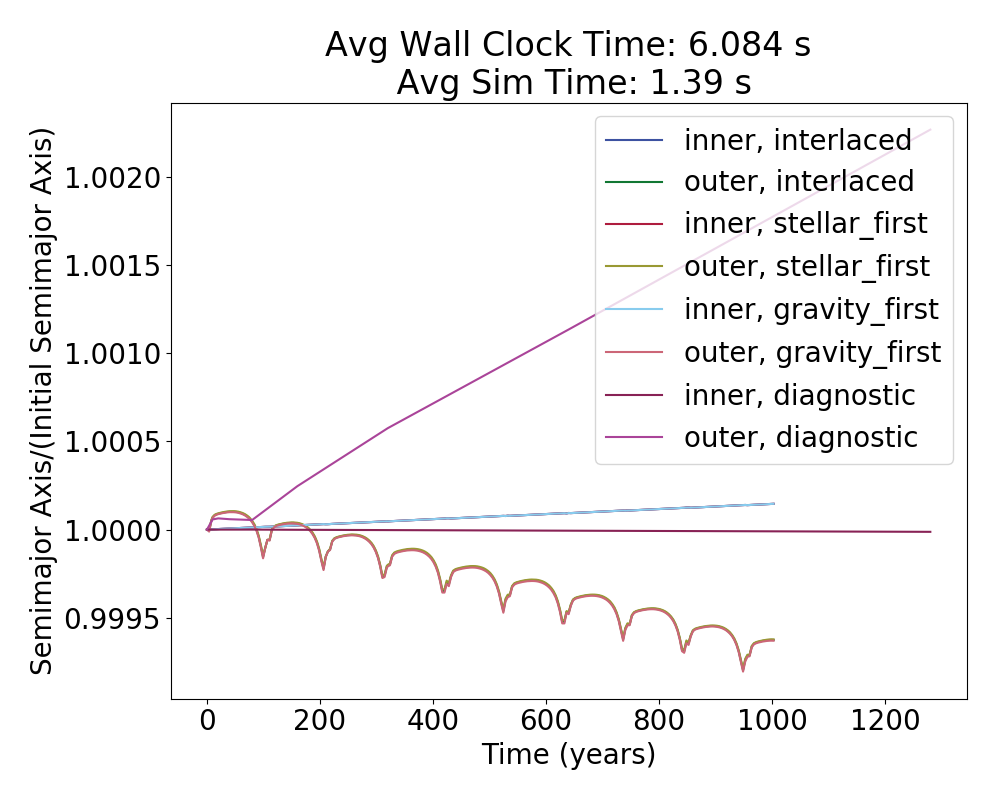 Avg Wall Clock Time: 6.084 s
Avg Sim Time: 1.39 s
Semimajor Axis/(Initial Semimajor Axis)
1.0020
1.0015
1.0010
1.0005
1.0000
0.9995
inner, interlaced
outer, interlaced
inner, stellar_first
outer, stellar_first
inner, gravity_first
outer, gravity_first
inner, diagnostic
outer, diagnostic
0 200 400 600 800 1000 1200
Time (years)